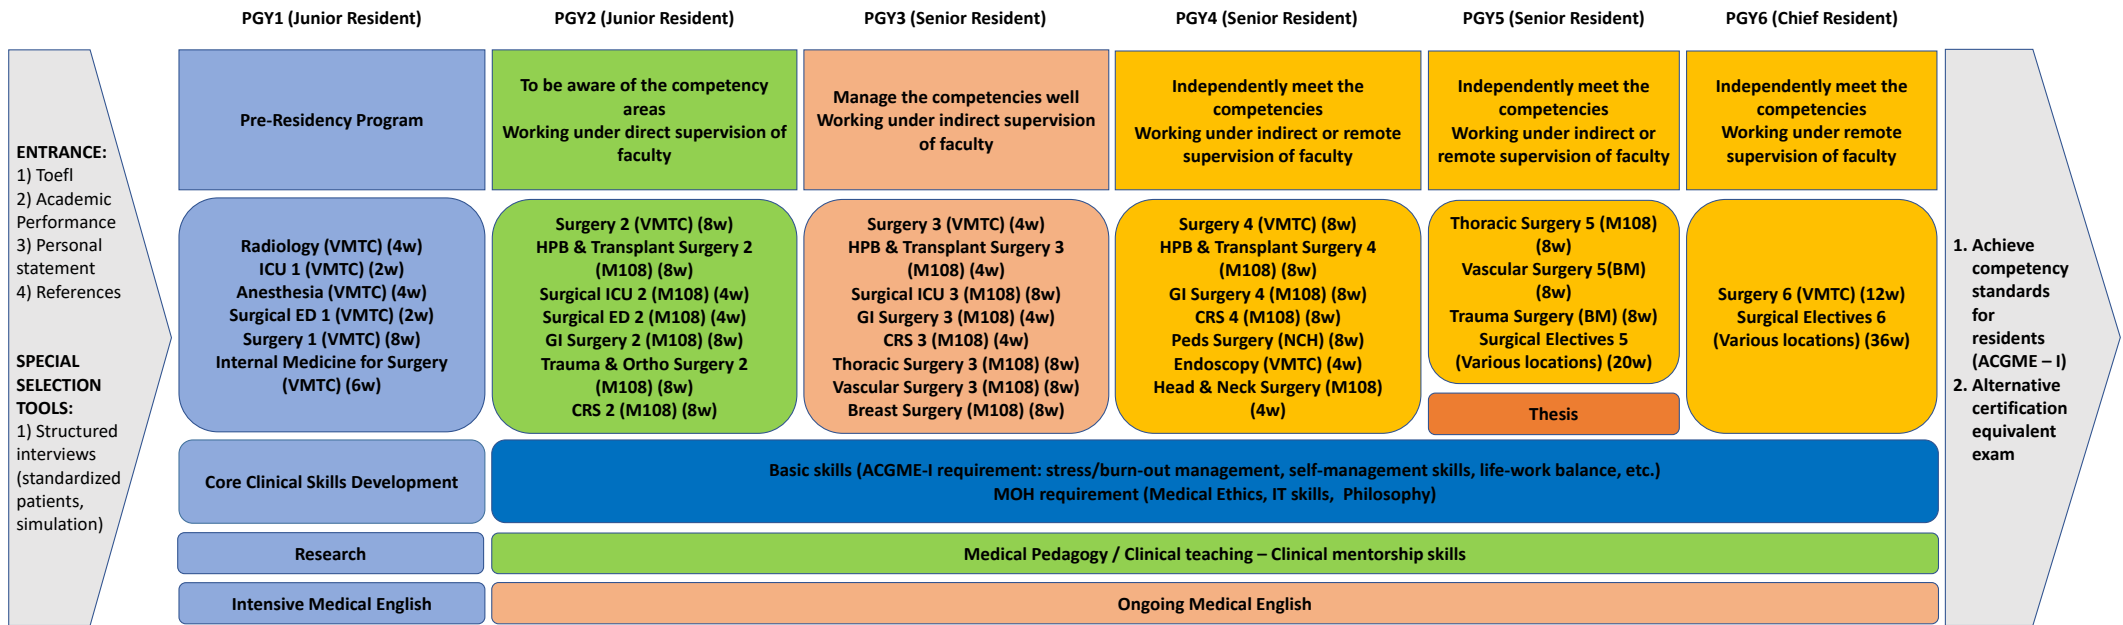 PGY1 (Junior Resident)
PGY2 (Junior Resident)
PGY3 (Senior Resident)
PGY4 (Senior Resident)
PGY5 (Senior Resident)
PGY6 (Chief Resident)
ENTRANCE:
1) Toefl
2) Academic
Performance
3) Personal
statement
4) References
SPECIAL
SELECTION
TOOLS:
1) Structured
interviews
(standardized
patients,
simulation)
Pre-Residency Program
To be aware of the competency
areas
Working under direct supervision of
faculty
Manage the competencies well
Working under indirect supervision
of faculty
Independently meet the
competencies
Working under indirect or remote
supervision of faculty
Independently meet the
competencies
Working under indirect or
remote supervision of faculty
Independently meet the
competencies
Working under remote
supervision of faculty
Radiology (VMTC) (4w)
ICU 1 (VMTC) (2w)
Anesthesia (VMTC) (4w)
Surgical ED 1 (VMTC) (2w)
Surgery 1 (VMTC) (8w)
Internal Medicine for Surgery
(VMTC) (6w)
Surgery 2 (VMTC) (8w)
HPB & Transplant Surgery 2
(M108) (8w)
Surgical ICU 2 (M108) (4w)
Surgical ED 2 (M108) (4w)
GI Surgery 2 (M108) (8w)
Trauma & Ortho Surgery 2
(M108) (8w)
CRS 2 (M108) (8w)
Surgery 3 (VMTC) (4w)
HPB & Transplant Surgery 3
(M108) (4w)
Surgical ICU 3 (M108) (8w)
GI Surgery 3 (M108) (4w)
CRS 3 (M108) (4w)
Thoracic Surgery 3 (M108) (8w)
Vascular Surgery 3 (M108) (8w)
Breast Surgery (M108) (8w)
Surgery 4 (VMTC) (8w)
HPB & Transplant Surgery 4
(M108) (8w)
GI Surgery 4 (M108) (8w)
CRS 4 (M108) (8w)
Peds Surgery (NCH) (8w)
Endoscopy (VMTC) (4w)
Head & Neck Surgery (M108)
(4w)
Thoracic Surgery 5 (M108)
(8w)
Vascular Surgery 5(BM)
(8w)
Trauma Surgery (BM) (8w)
Surgical Electives 5
(Various locations) (20w)
Thesis
Surgery 6 (VMTC) (12w)
Surgical Electives 6
(Various locations) (36w)
Core Clinical Skills Development
Basic skills (ACGME-I requirement: stress/burn-out management, self-management skills, life-work balance, etc.)
MOH requirement (Medical Ethics, IT skills, Philosophy)
Research
Medical Pedagogy / Clinical teaching – Clinical mentorship skills
Intensive Medical English
Ongoing Medical English
1. Achieve
competency
standards
for
residents
(ACGME – I)
2. Alternative
certification
equivalent
exam